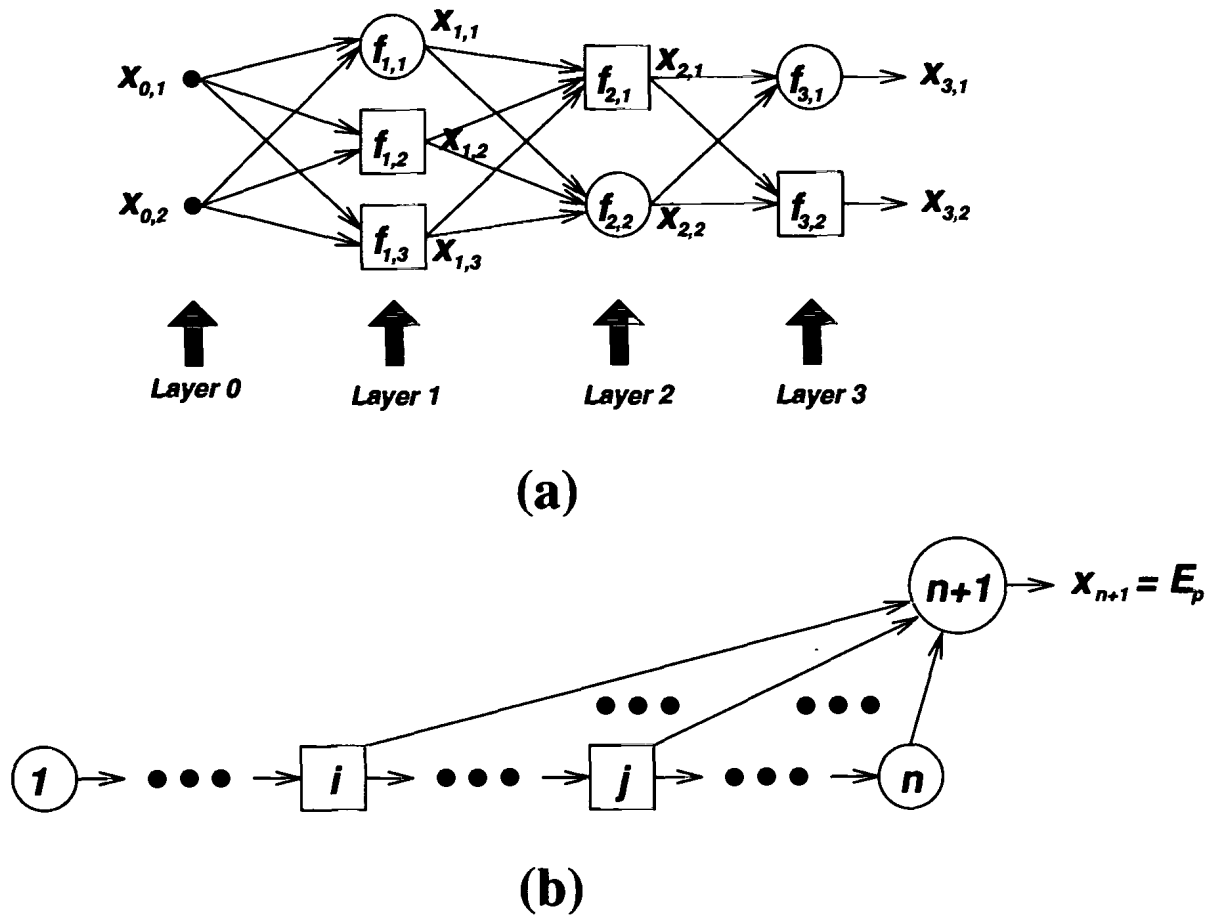 x₁,₁
f₁,₁
x₀,₁
x₂,₁
f₂,₁
f₃,₁
x₃,₁
f₁,₂
x₁,₂
x₀,₂
f₂,₂
x₂,₂
f₃,₂
x₃,₂
f₁,₃
x₁,₃
Layer 0
Layer 1
Layer 2
Layer 3
(a)
n+1
xₙ₊₁ = Eₚ
1
i
j
n
(b)